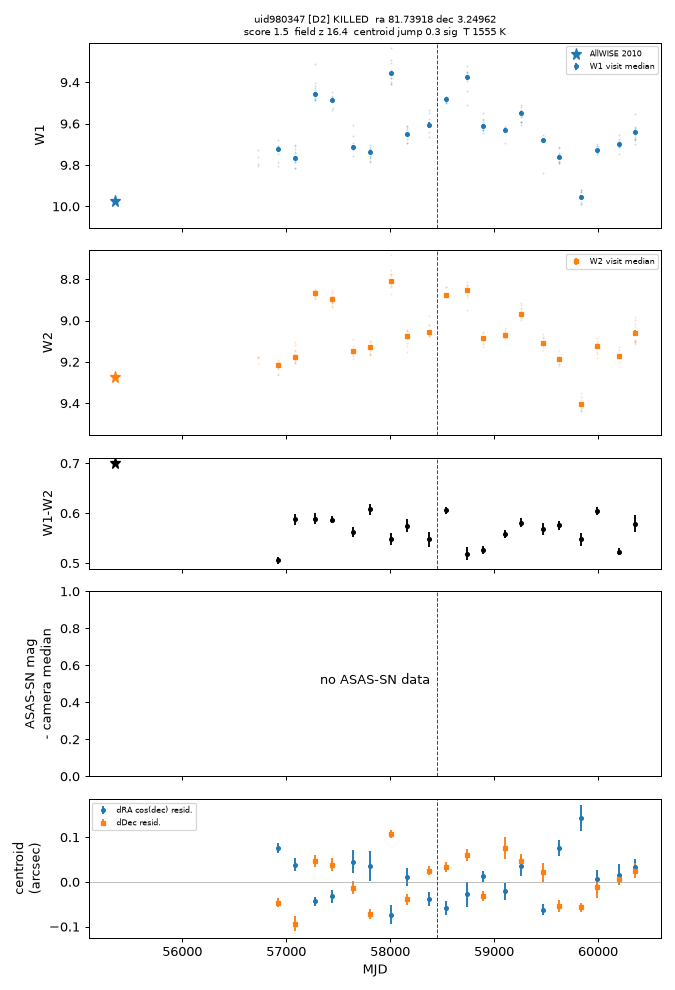 uid980347 [D2] KILLED ra 81.73918 dec 3.24962
score 1.5 field z 16.4 centroid jump 0.3 sig T 1555 K
W1
9.4
9.6
9.8
10.0
AllWISE 2010
W1 visit median
W2
8.8
9.0
9.2
9.4
W2 visit median
W1-W2
0.7
0.6
0.5
ASAS-SN mag
- camera median
1.0
0.8
0.6
0.4
0.2
0.0
no ASAS-SN data
centroid
(arcsec)
0.1
0.0
−0.1
dRA cos(dec) resid.
dDec resid.
56000
57000
58000
59000
60000
MJD